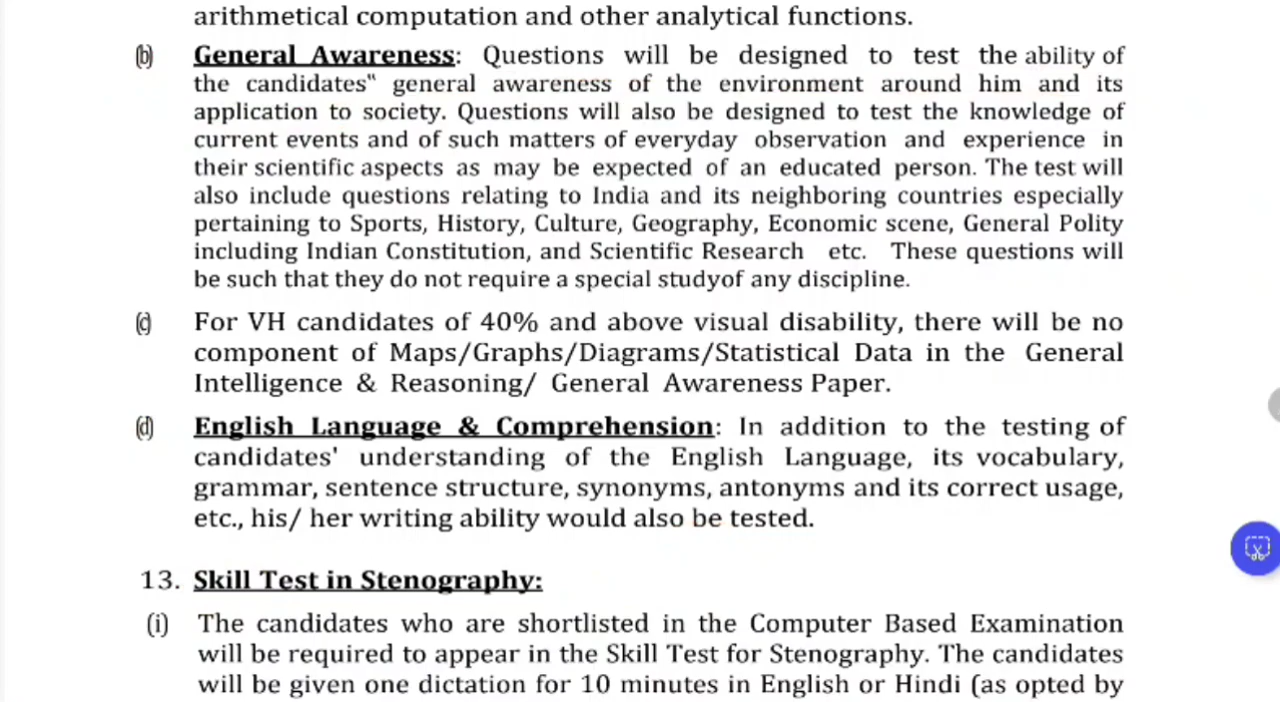 arithmetical computation and other analytical functions.
(b) General Awareness: Questions will be designed to test the ability of
the candidates" general awareness of the environment around him and its
application to society. Questions will also be designed to test the knowledge of
current events and of such matters of everyday observation and experience in
their scientific aspects as may be expected of an educated person. The test will
also include questions relating to India and its neighboring countries especially
pertaining to Sports, History, Culture, Geography, Economic scene, General Polity
including Indian Constitution, and Scientific Research etc. These questions will
be such that they do not require a special studyof any discipline.
(c) For VH candidates of 40% and above visual disability, there will be no
component of Maps/Graphs/Diagrams/Statistical Data in the General
Intelligence & Reasoning/ General Awareness Paper.
(d) English Language & Comprehension: In addition to the testing of
candidates' understanding of the English Language, its vocabulary,
grammar, sentence structure, synonyms, antonyms and its correct usage,
etc., his/ her writing ability would also be tested.
13. Skill Test in Stenography:
(i) The candidates who are shortlisted in the Computer Based Examination
will be required to appear in the Skill Test for Stenography. The candidates
will be given one dictation for 10 minutes in English or Hindi (as opted by